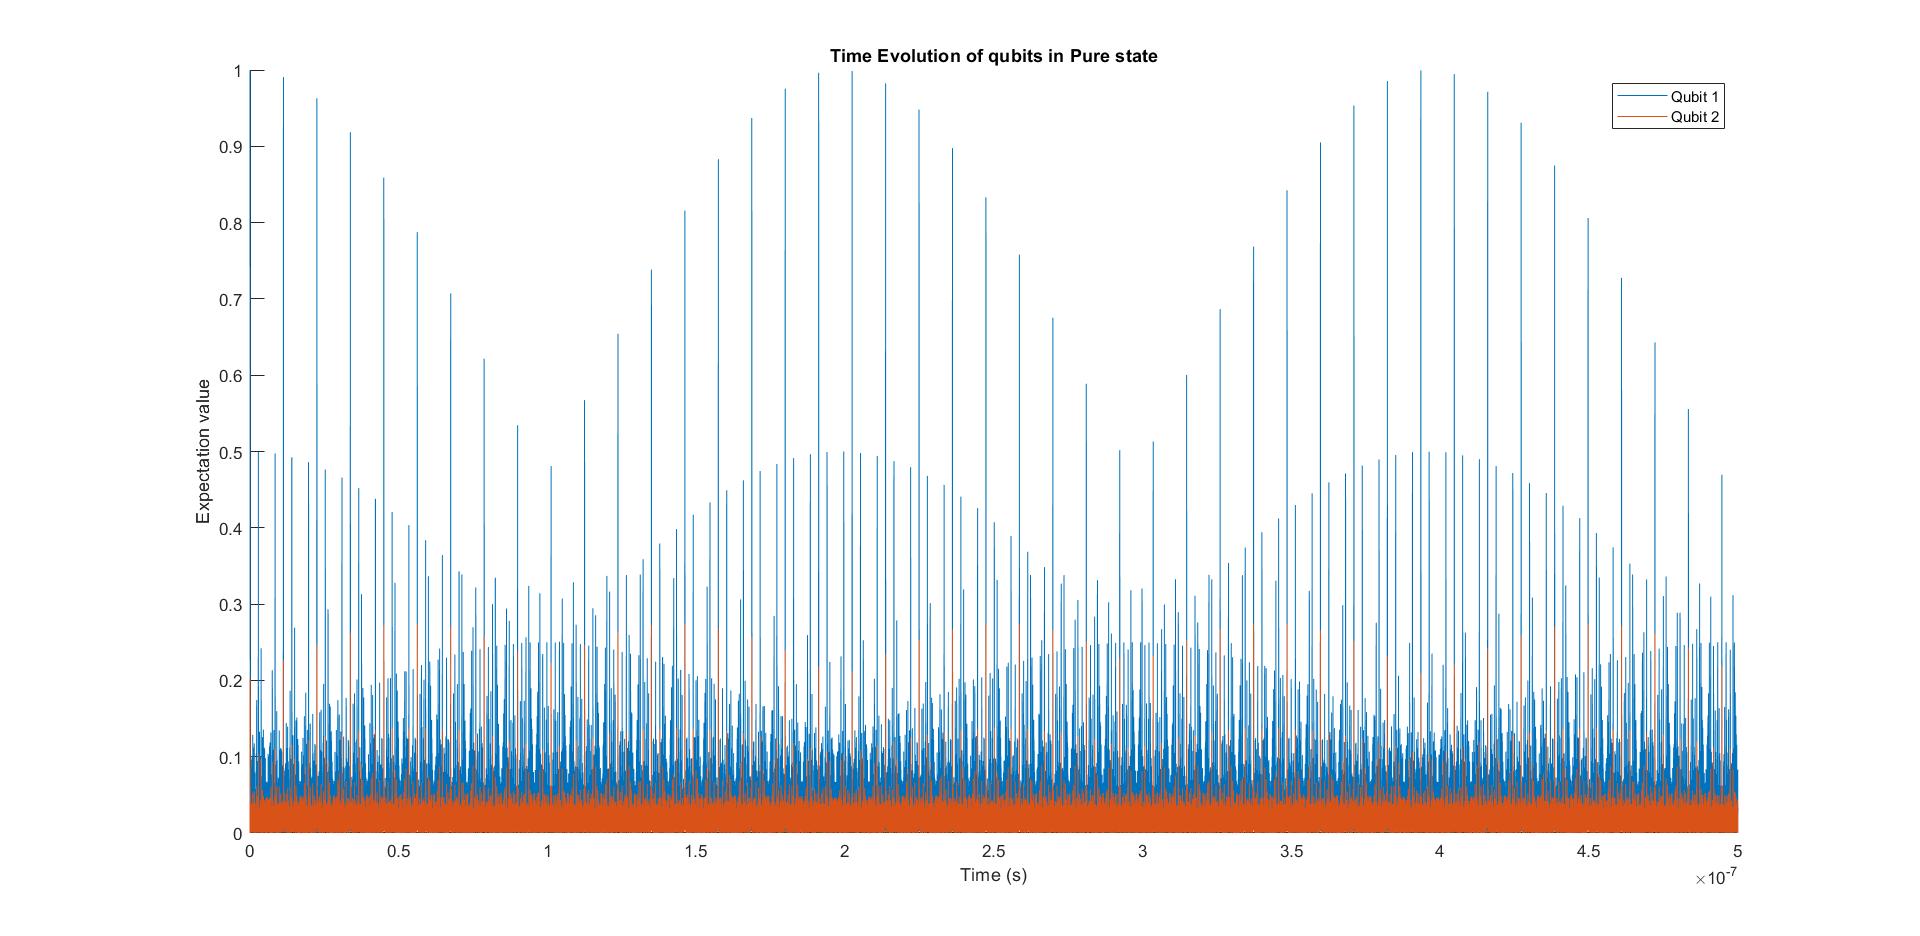 Time Evolution of qubits in Pure state
Qubit 1
Qubit 2
Expectation value
1
0.9
0.8
0.7
0.6
0.5
0.4
0.3
0.2
0.1
0
0 0.5 1 1.5 2 2.5 3 3.5 4 4.5 5
Time (s)
×10-7